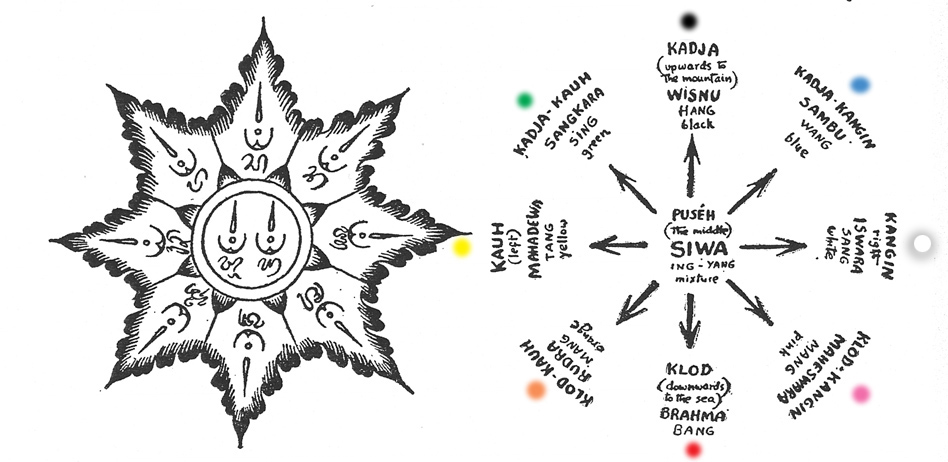 KADJA
(upwards to
the mountain)
WISNU
HANG
black
KADJA-KANGIN
SAMBU
WANG
blue
KANGIN
right
ISWARA
SANG
white
KLOD-KANGIN
MAHESWARA
MANG
pink
KLOD
(downwards
to the sea)
BRAHMA
BANG
KLOD-KAUH
RUDRA
MANG
orange
KAUH
(left)
MAHADEWA
TANG
yellow
KADJA-KAUH
SANGKARA
SING
green
PUSÉH
(The middle)
SIWA
ING-YANG
mixture